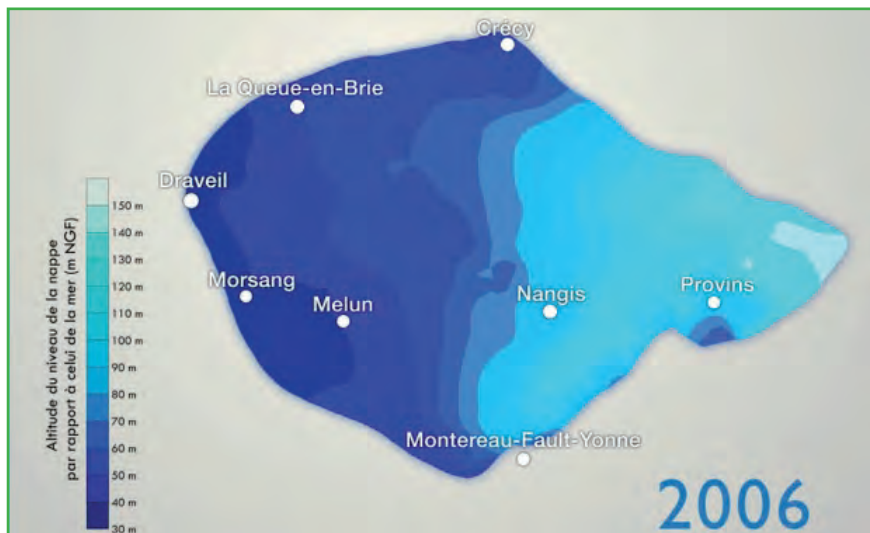 Crécy
La Queue-en-Brie
Draveil
Morsang
Melun
Nangis
Provins
Montereau-Fault-Yonne
Altitude du niveau de la nappe
par rapport à celui de la mer (m NGF)
150 m
140 m
130 m
120 m
110 m
100 m
90 m
80 m
70 m
60 m
50 m
40 m
30 m
2006